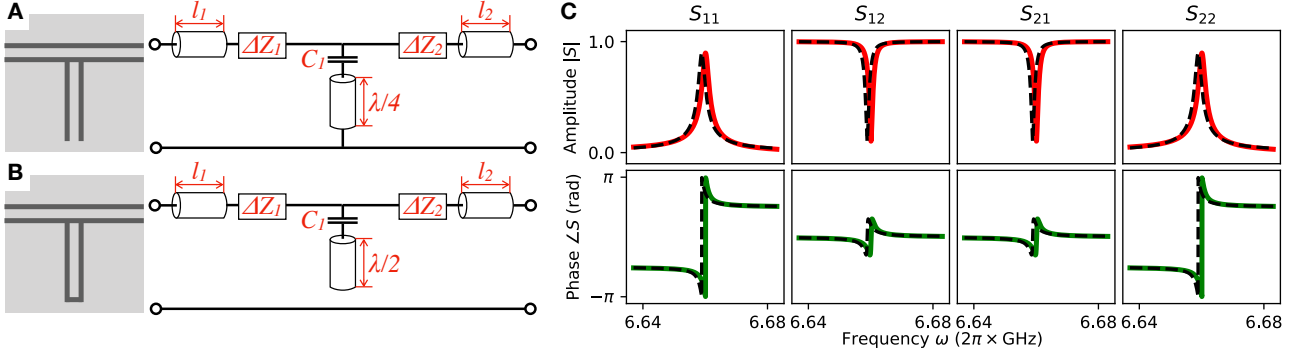 A
l₁
ΔZ₁
C₁
λ/4
ΔZ₂
l₂
B
l₁
ΔZ₁
C₁
λ/2
ΔZ₂
l₂
C
S₁₁ S₁₂ S₂₁ S₂₂
Amplitude |S|
1.0
0.0
Phase ∠S (rad)
π
−π
6.64 6.68 6.64 6.68 6.64 6.68 6.64 6.68
Frequency ω (2π × GHz)